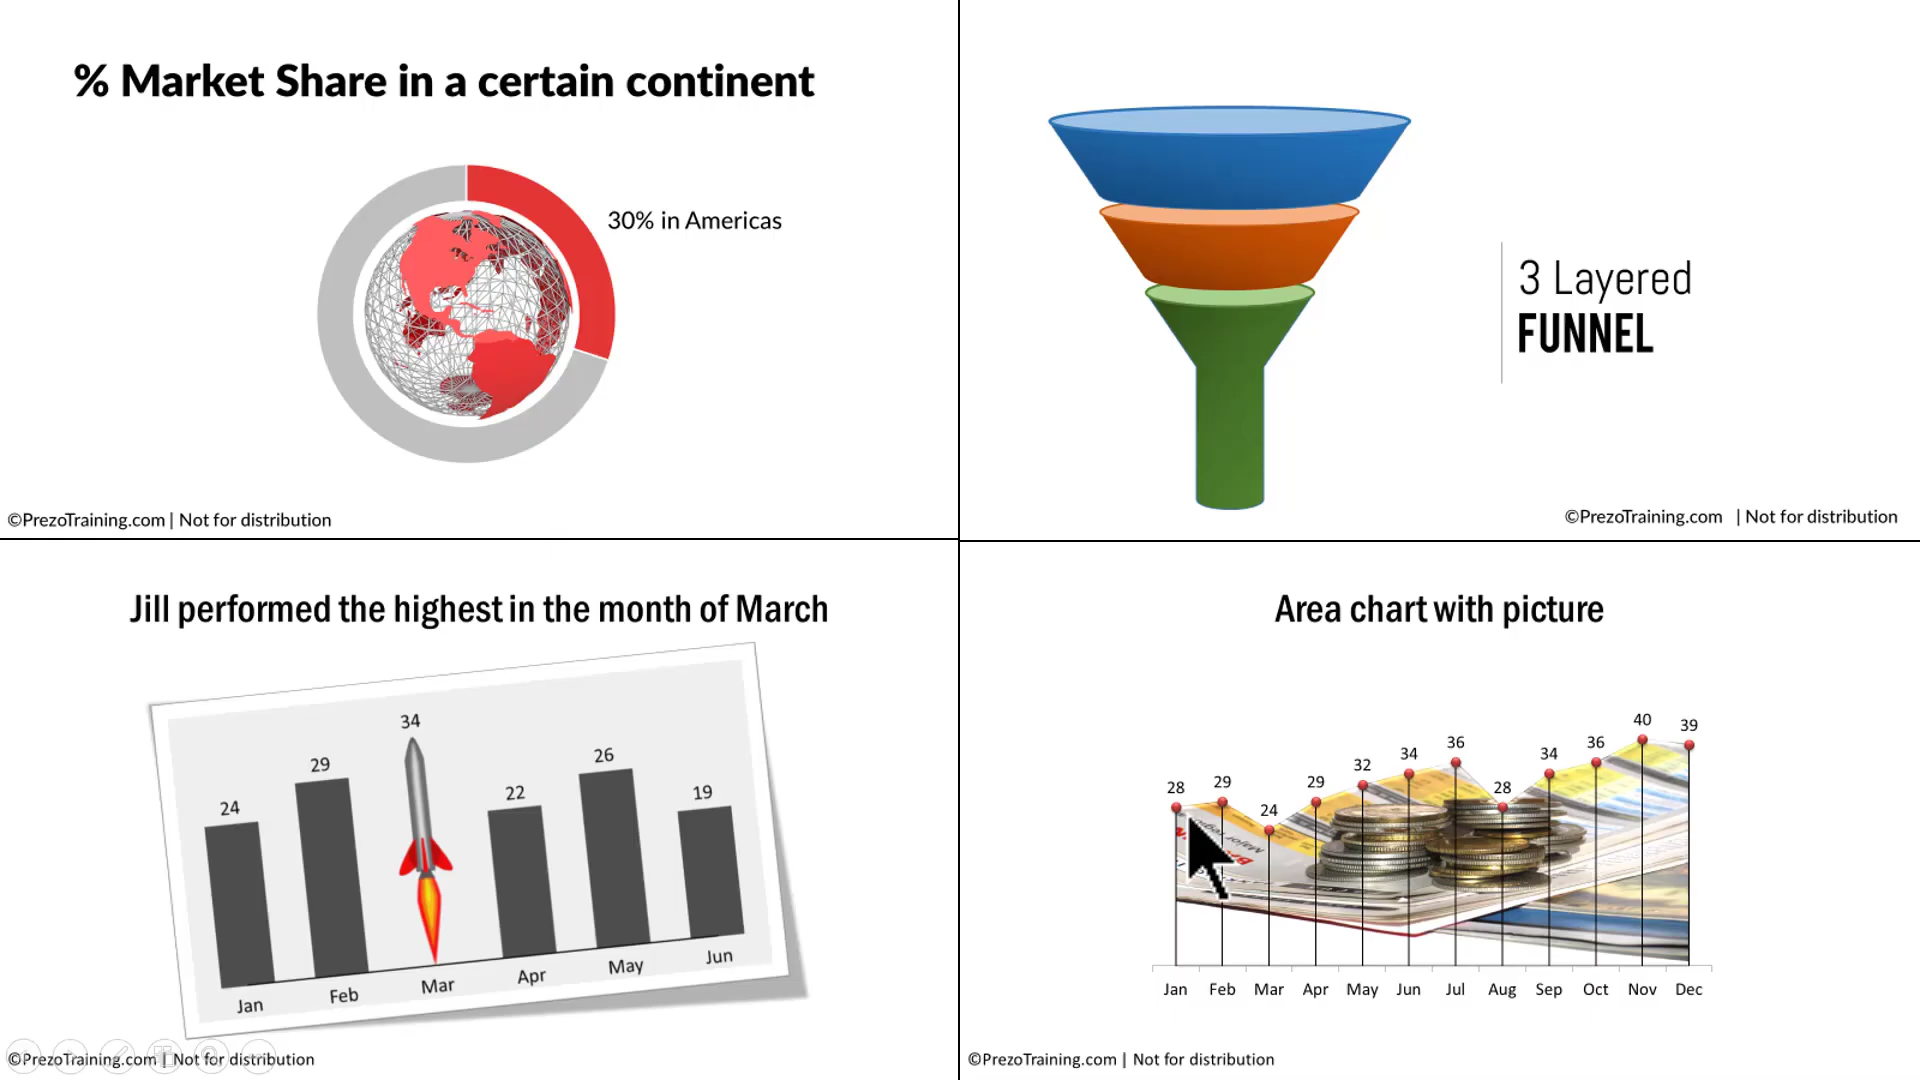 % Market Share in a certain continent
30% in Americas
©PrezoTraining.com | Not for distribution
3 Layered
FUNNEL
©PrezoTraining.com | Not for distribution
Jill performed the highest in the month of March
34
29
26
24
22
19
Jan Feb Mar Apr May Jun
©PrezoTraining.com | Not for distribution
Area chart with picture
28 29 24 29 32 34 36 28 34 36 40 39
Major
Jan Feb Mar Apr May Jun Jul Aug Sep Oct Nov Dec
©PrezoTraining.com | Not for distribution